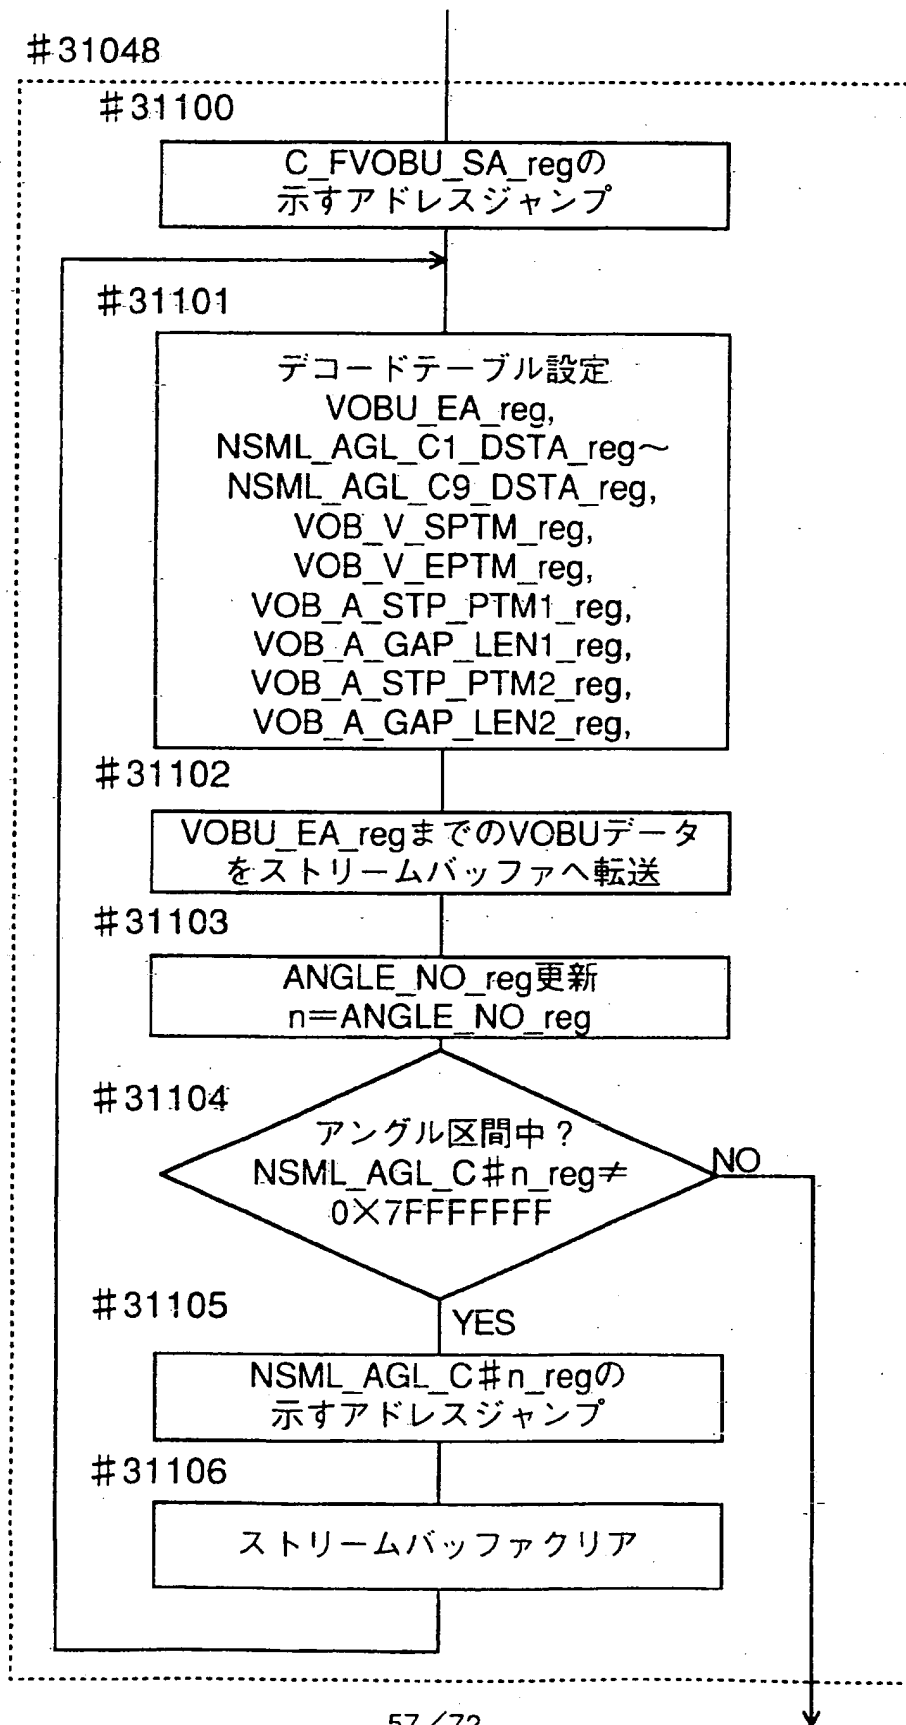 #31048
#31100
C_FVOBU_SA_regの
示すアドレスジャンプ
#31101
デコードテーブル設定
VOBU_EA_reg,
NSML_AGL_C1_DSTA_reg～
NSML_AGL_C9_DSTA_reg,
VOB_V_SPTM_reg,
VOB_V_EPTM_reg,
VOB_A_STP_PTM1_reg,
VOB_A_GAP_LEN1_reg,
VOB_A_STP_PTM2_reg,
VOB_A_GAP_LEN2_reg,
#31102
VOBU_EA_regまでのVOBUデータ
をストリームバッファへ転送
#31103
ANGLE_NO_reg更新
n=ANGLE_NO_reg
#31104
アングル区間中？
NSML_AGL_C#n_reg≠
0×7FFFFFFF
NO
#31105
YES
NSML_AGL_C#n_regの
示すアドレスジャンプ
#31106
ストリームバッファクリア
57/72